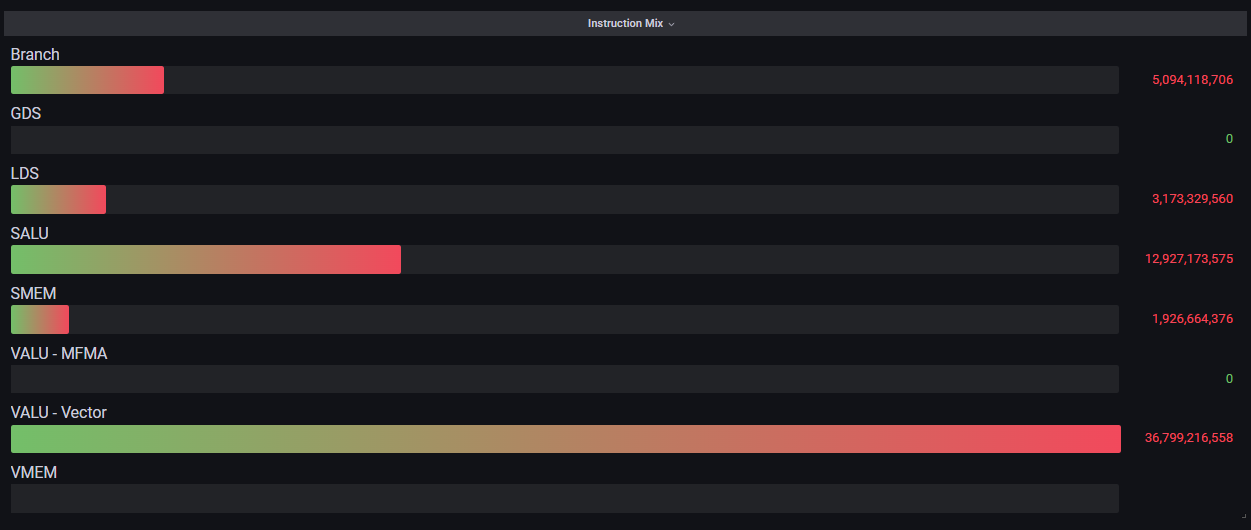 Instruction Mix
Branch
5,094,118,706
GDS
0
LDS
3,173,329,560
SALU
12,927,173,575
SMEM
1,926,664,376
VALU - MFMA
0
VALU - Vector
36,799,216,558
VMEM